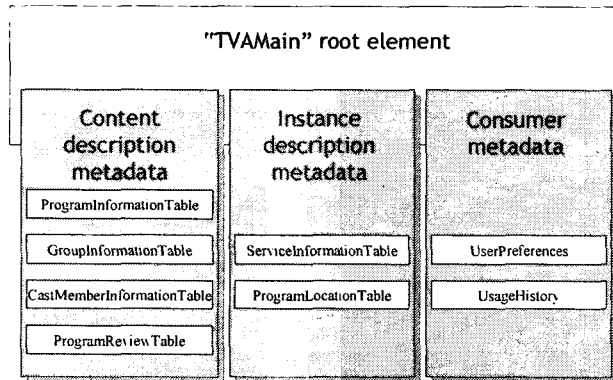 "TVAMain" root element
Content
description
metadata
ProgramInformationTable
GroupInformationTable
CastMemberInformationTable
ProgramReviewTable
Instance
description
metadata
ServiceInformationTable
ProgramLocationTable
Consumer
metadata
UserPreferences
UsageHistory